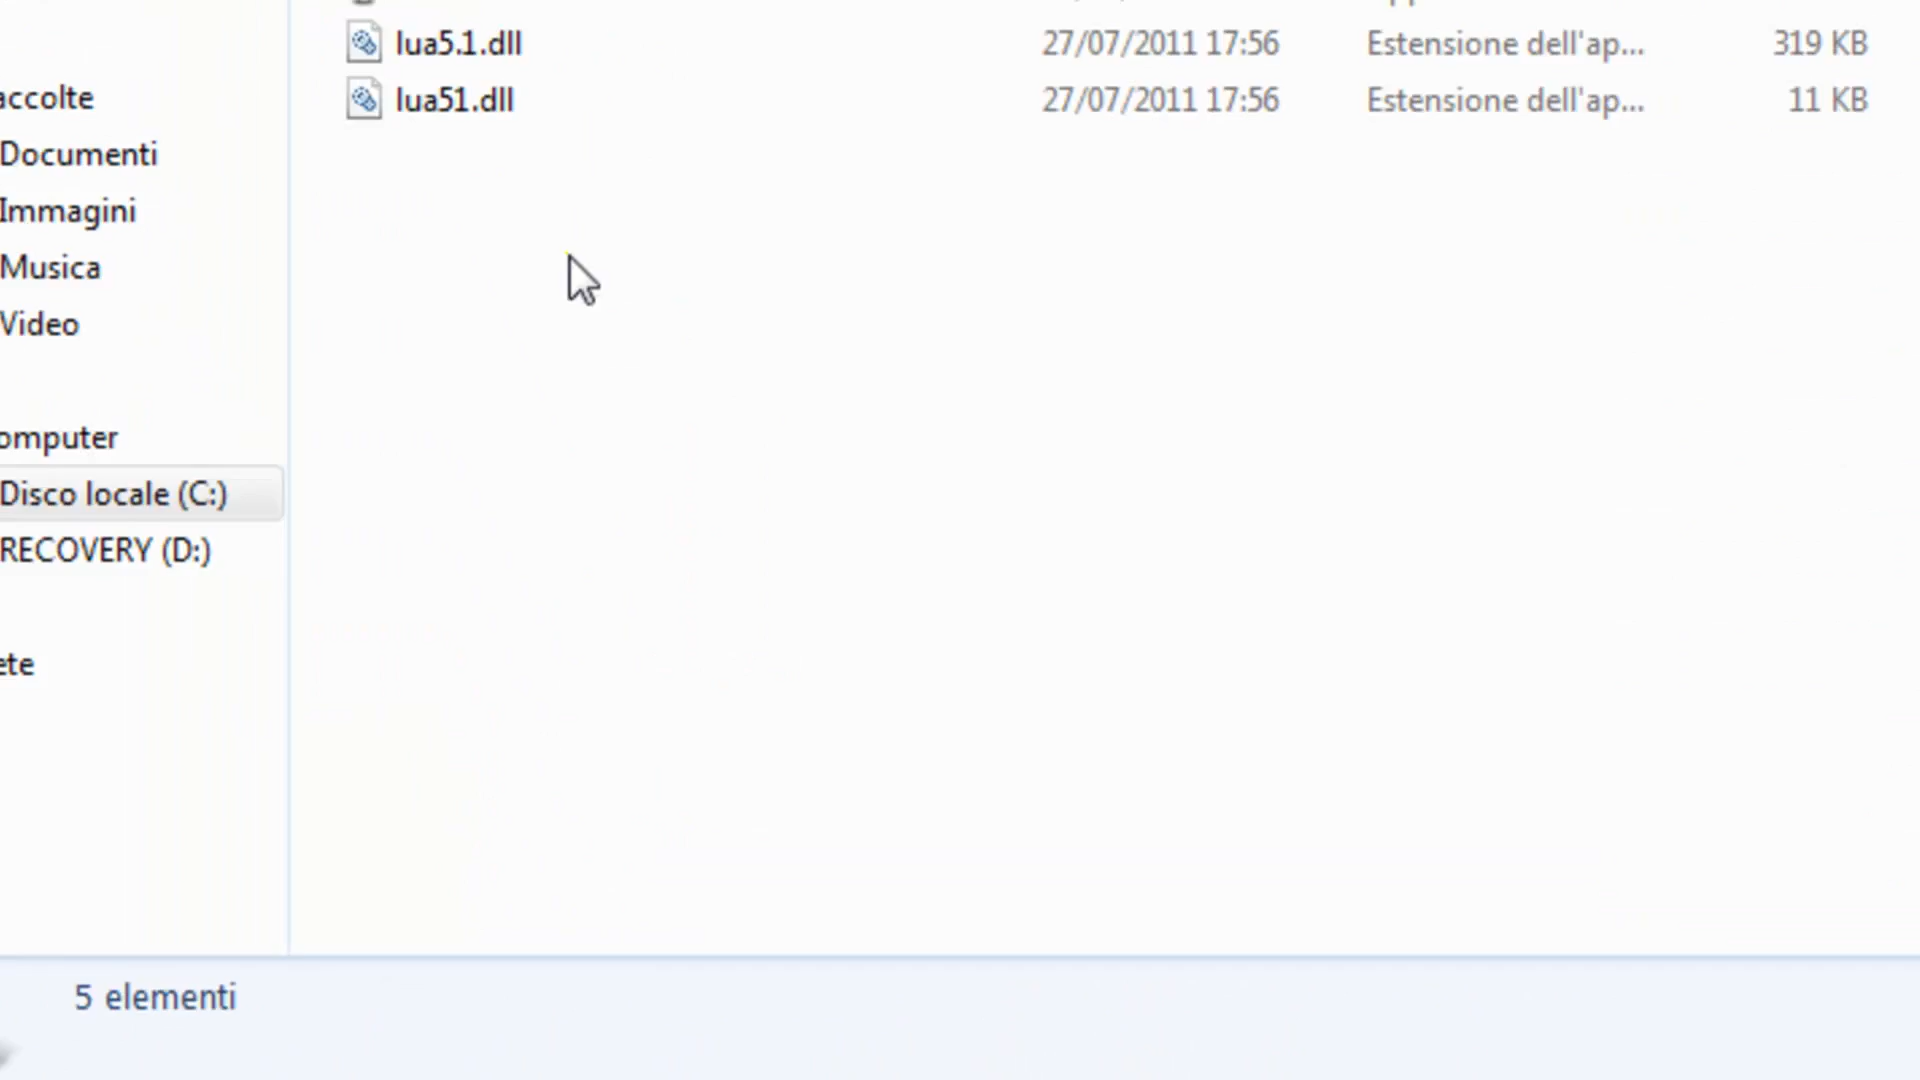 lua5.1.dll 27/07/2011 17:56 Estensione dell'ap... 319 KB
lua51.dll 27/07/2011 17:56 Estensione dell'ap... 11 KB
accolte
Documenti
Immagini
Musica
Video
omputer
Disco locale (C:)
RECOVERY (D:)
ete
5 elementi